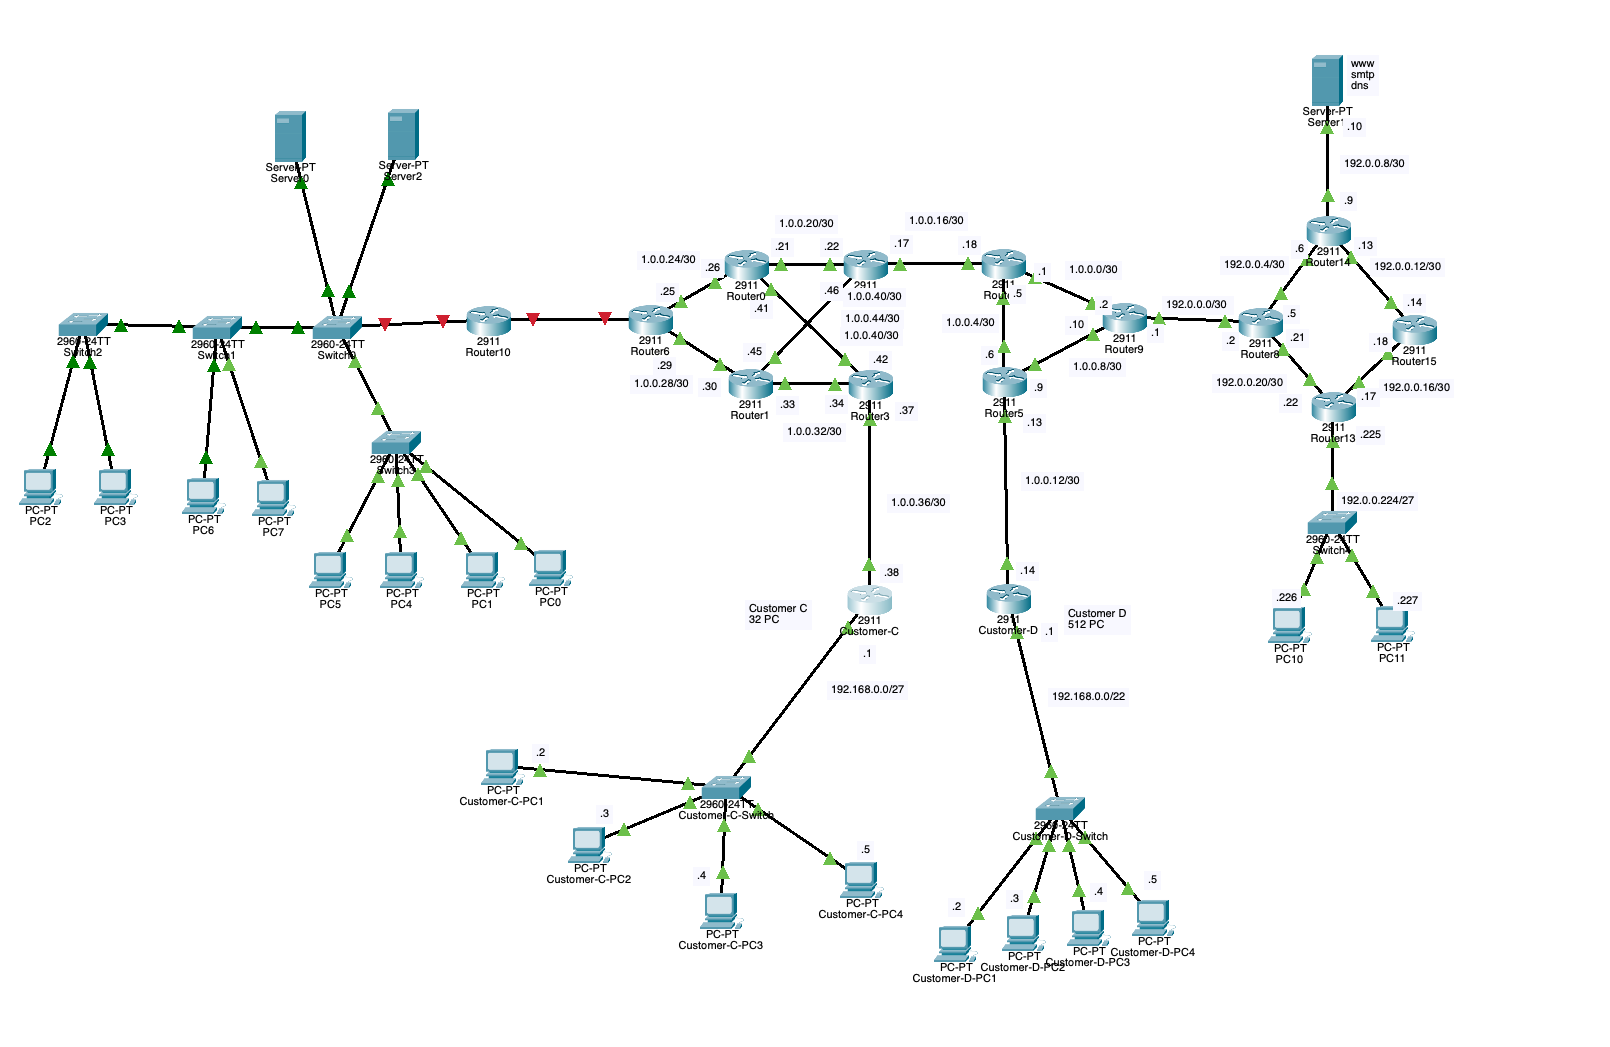 www
smtp
dns
Server-PT
Server1
.10
192.0.0.8/30
.9
Server-PT
Server0
Server-PT
Server2
1.0.0.20/30
1.0.0.16/30
.21
.22
.17
.18
1.0.0.24/30
.26
.25
2911
Router0
2911
2911
.1
1.0.0.0/30
.5
.2
.6
.13
2911
Router14
192.0.0.4/30
192.0.0.12/30
.46
1.0.0.40/30
.41
1.0.0.44/30
1.0.0.40/30
1.0.0.4/30
.10
.1
192.0.0.0/30
.5
.14
2960-24TT
Switch2
2960-24TT
Switch1
2960-24TT
Switch0
2911
Router10
2911
Router6
.29
1.0.0.28/30
.30
.45
.42
.6
2911
Router9
1.0.0.8/30
.2
2911
Router8
.21
.18
2911
Router15
192.0.0.20/30
192.0.0.16/30
2911
Router1
.33
.34
2911
Router3
.37
1.0.0.32/30
.9
2911
Router5
.13
.22
.17
2911
Router13
.225
2960-24TT
Switch3
1.0.0.36/30
1.0.0.12/30
192.0.0.224/27
PC-PT
PC2
PC-PT
PC3
PC-PT
PC6
PC-PT
PC7
2960-24TT
PC-PT
PC5
PC-PT
PC4
PC-PT
PC1
PC-PT
PC0
.38
.14
.226
.227
Customer C
32 PC
2911
Customer-C
2911
Customer-D
Customer D
512 PC
.1
.1
PC-PT
PC10
PC-PT
PC11
192.168.0.0/27
192.168.0.0/22
.2
PC-PT
Customer-C-PC1
2960-24TT
Customer-C-Switch
.3
PC-PT
Customer-C-PC2
.4
.5
2960-24TT
Customer-D-Switch
PC-PT
Customer-C-PC3
PC-PT
Customer-C-PC4
.2
.3
.4
.5
PC-PT
Customer-D-PC1
PC-PT
Customer-D-PC2
PC-PT
Customer-D-PC3
PC-PT
Customer-D-PC4